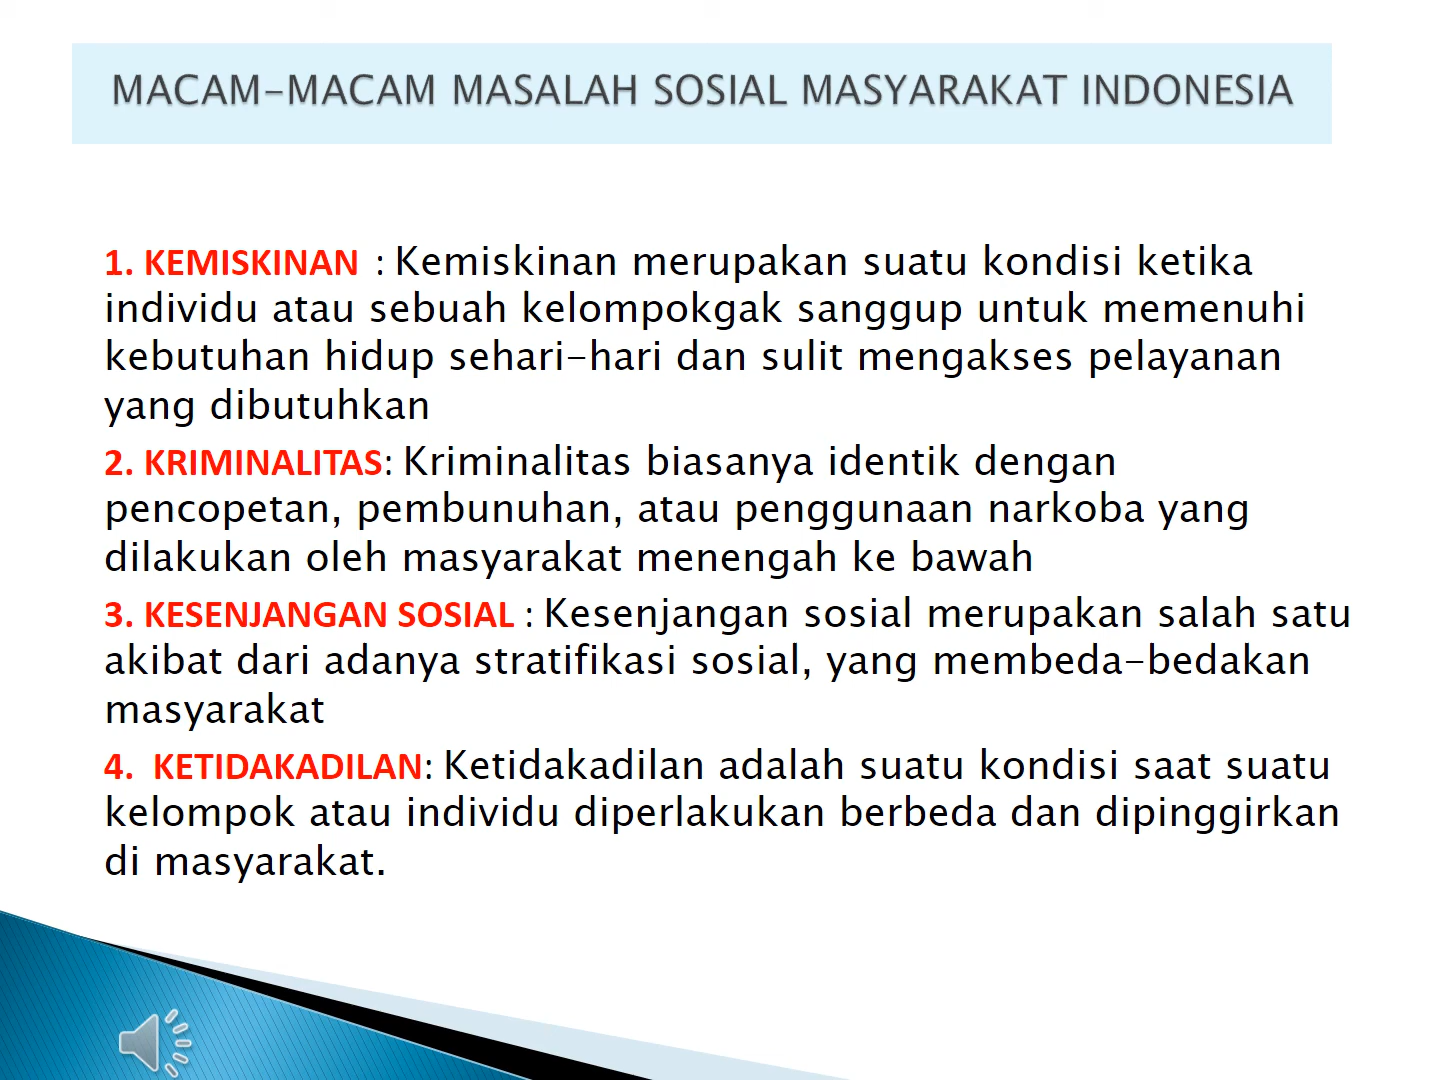 MACAM-MACAM MASALAH SOSIAL MASYARAKAT INDONESIA
1. KEMISKINAN : Kemiskinan merupakan suatu kondisi ketika
individu atau sebuah kelompokgak sanggup untuk memenuhi
kebutuhan hidup sehari-hari dan sulit mengakses pelayanan
yang dibutuhkan
2. KRIMINALITAS: Kriminalitas biasanya identik dengan
pencopetan, pembunuhan, atau penggunaan narkoba yang
dilakukan oleh masyarakat menengah ke bawah
3. KESENJANGAN SOSIAL : Kesenjangan sosial merupakan salah satu
akibat dari adanya stratifikasi sosial, yang membeda-bedakan
masyarakat
4. KETIDAKADILAN: Ketidakadilan adalah suatu kondisi saat suatu
kelompok atau individu diperlakukan berbeda dan dipinggirkan
di masyarakat.